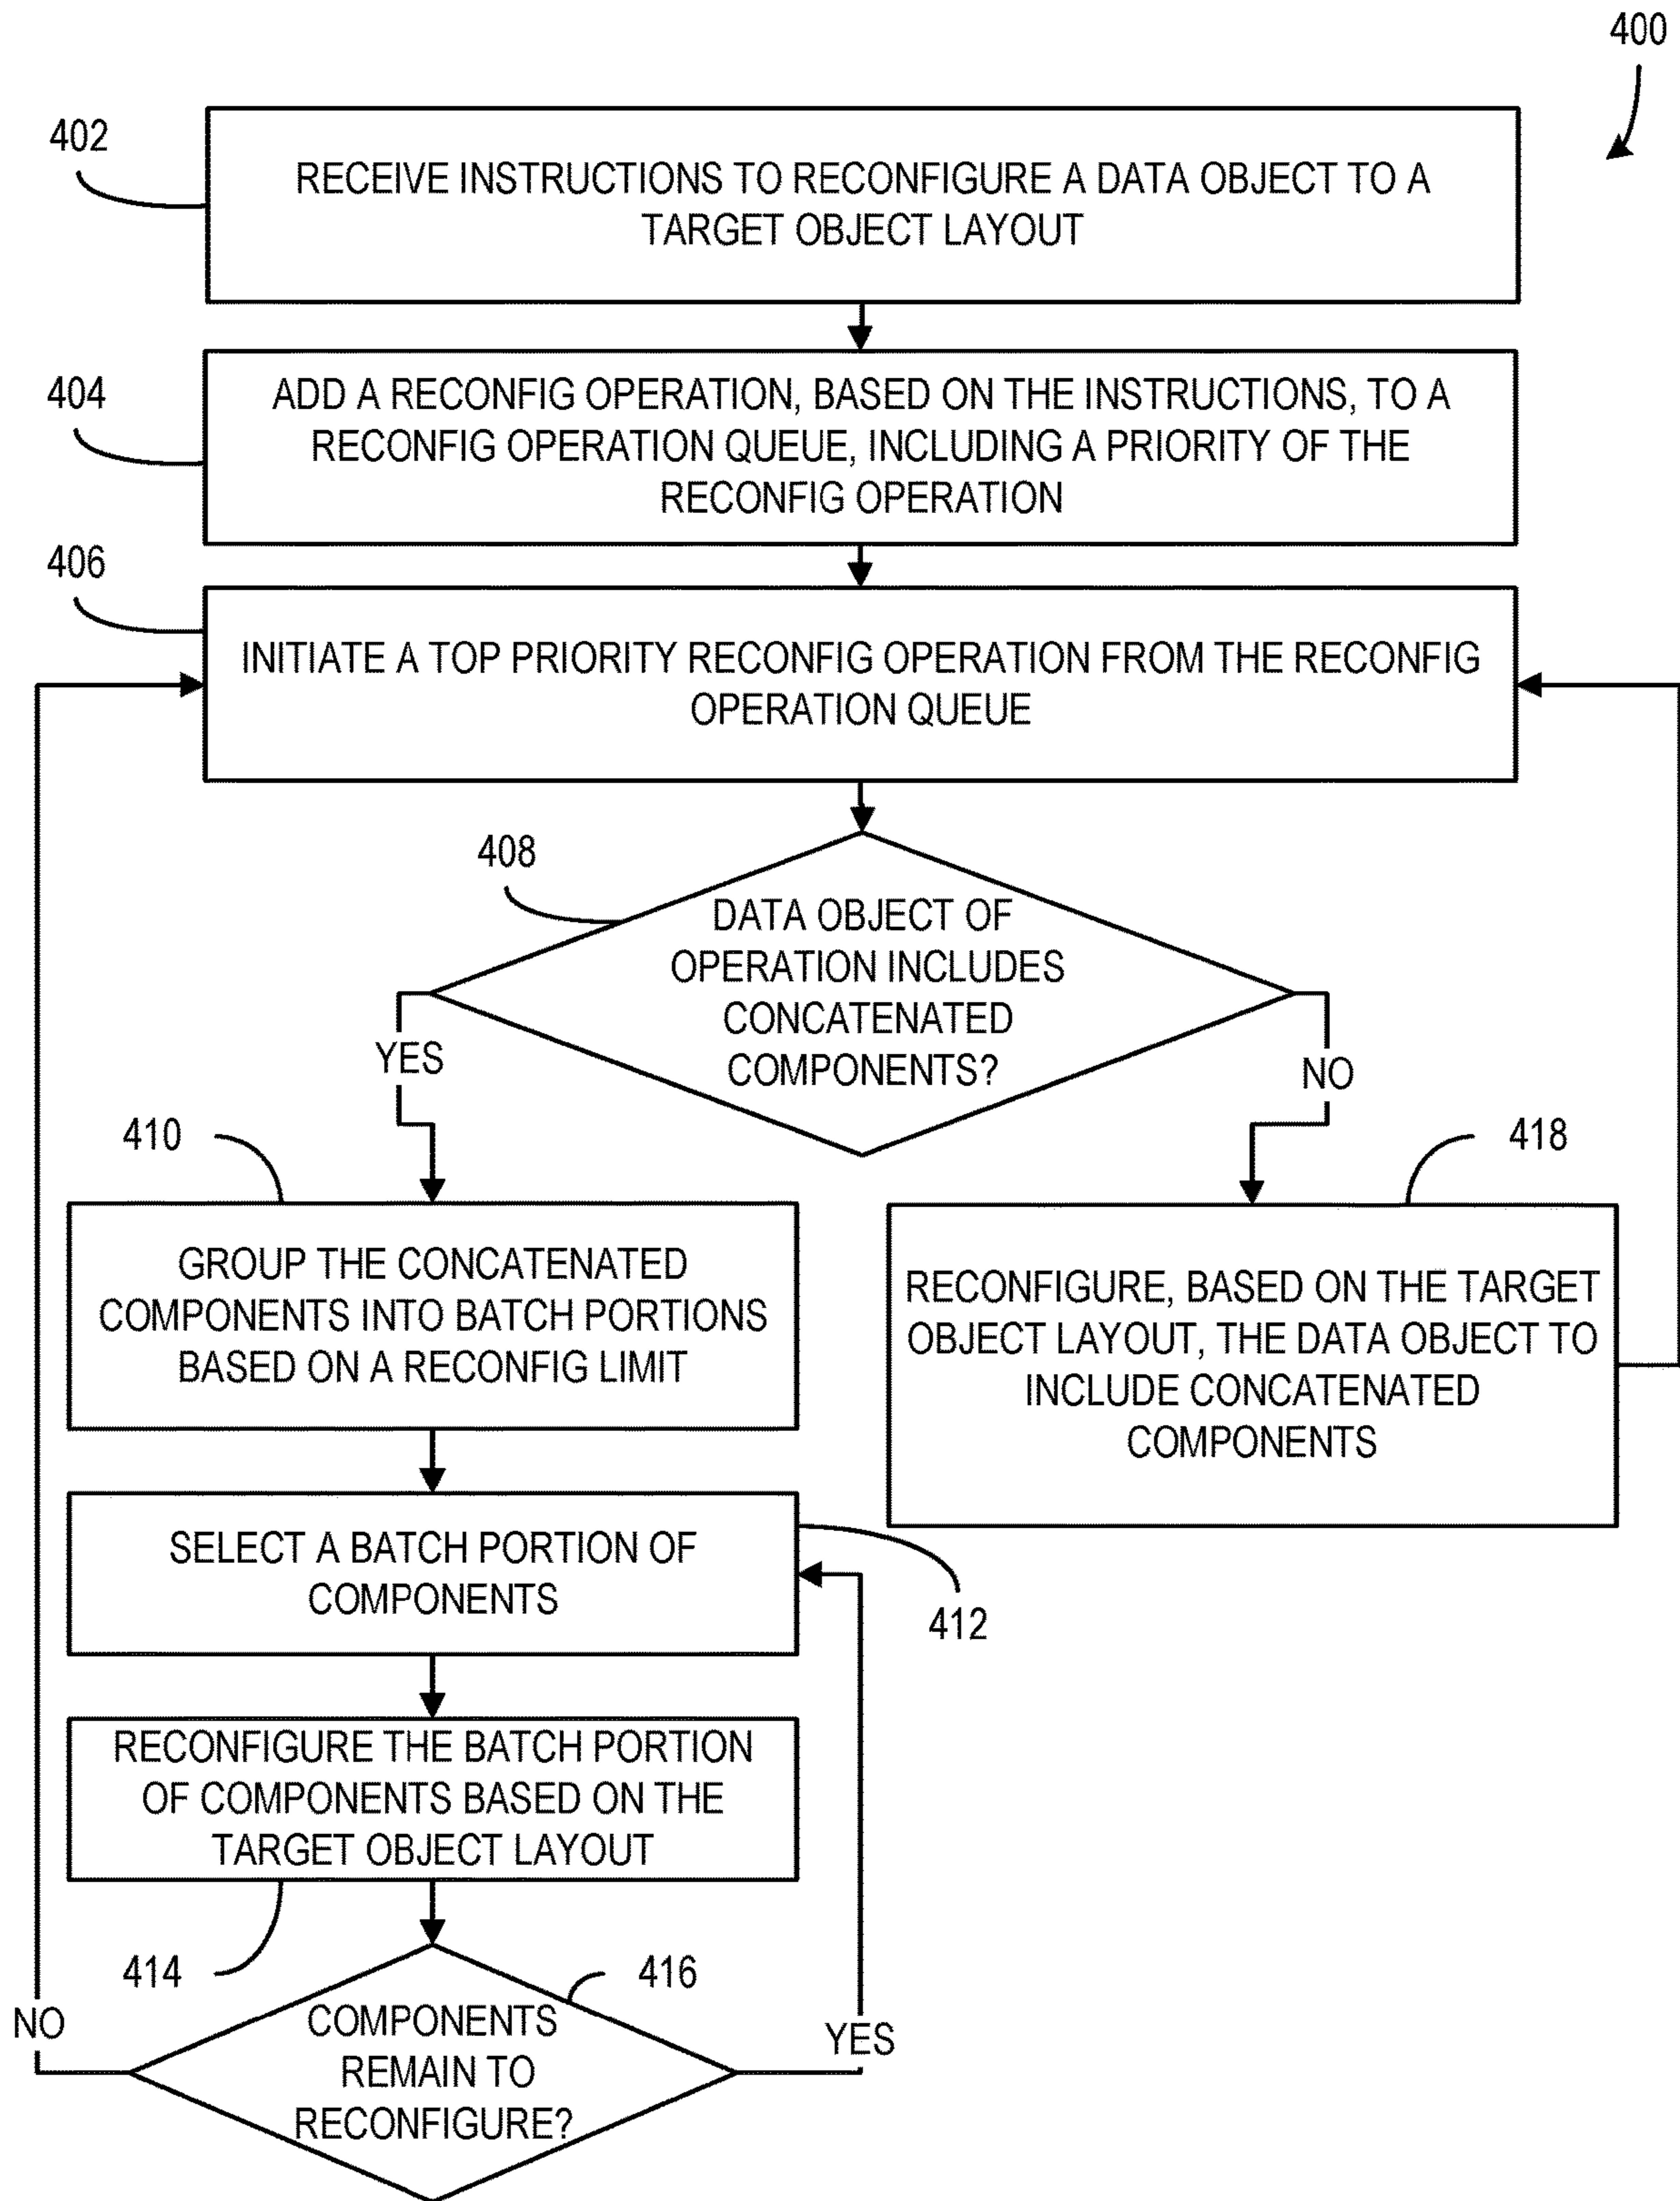 400
402
RECEIVE INSTRUCTIONS TO RECONFIGURE A DATA OBJECT TO A
TARGET OBJECT LAYOUT
404
ADD A RECONFIG OPERATION, BASED ON THE INSTRUCTIONS, TO A
RECONFIG OPERATION QUEUE, INCLUDING A PRIORITY OF THE
RECONFIG OPERATION
406
INITIATE A TOP PRIORITY RECONFIG OPERATION FROM THE RECONFIG
OPERATION QUEUE
408
DATA OBJECT OF
OPERATION INCLUDES
CONCATENATED
COMPONENTS?
YES
NO
410
GROUP THE CONCATENATED
COMPONENTS INTO BATCH PORTIONS
BASED ON A RECONFIG LIMIT
418
RECONFIGURE, BASED ON THE TARGET
OBJECT LAYOUT, THE DATA OBJECT TO
INCLUDE CONCATENATED
COMPONENTS
SELECT A BATCH PORTION OF
COMPONENTS
412
RECONFIGURE THE BATCH PORTION
OF COMPONENTS BASED ON THE
TARGET OBJECT LAYOUT
414
416
COMPONENTS
REMAIN TO
RECONFIGURE?
NO
YES